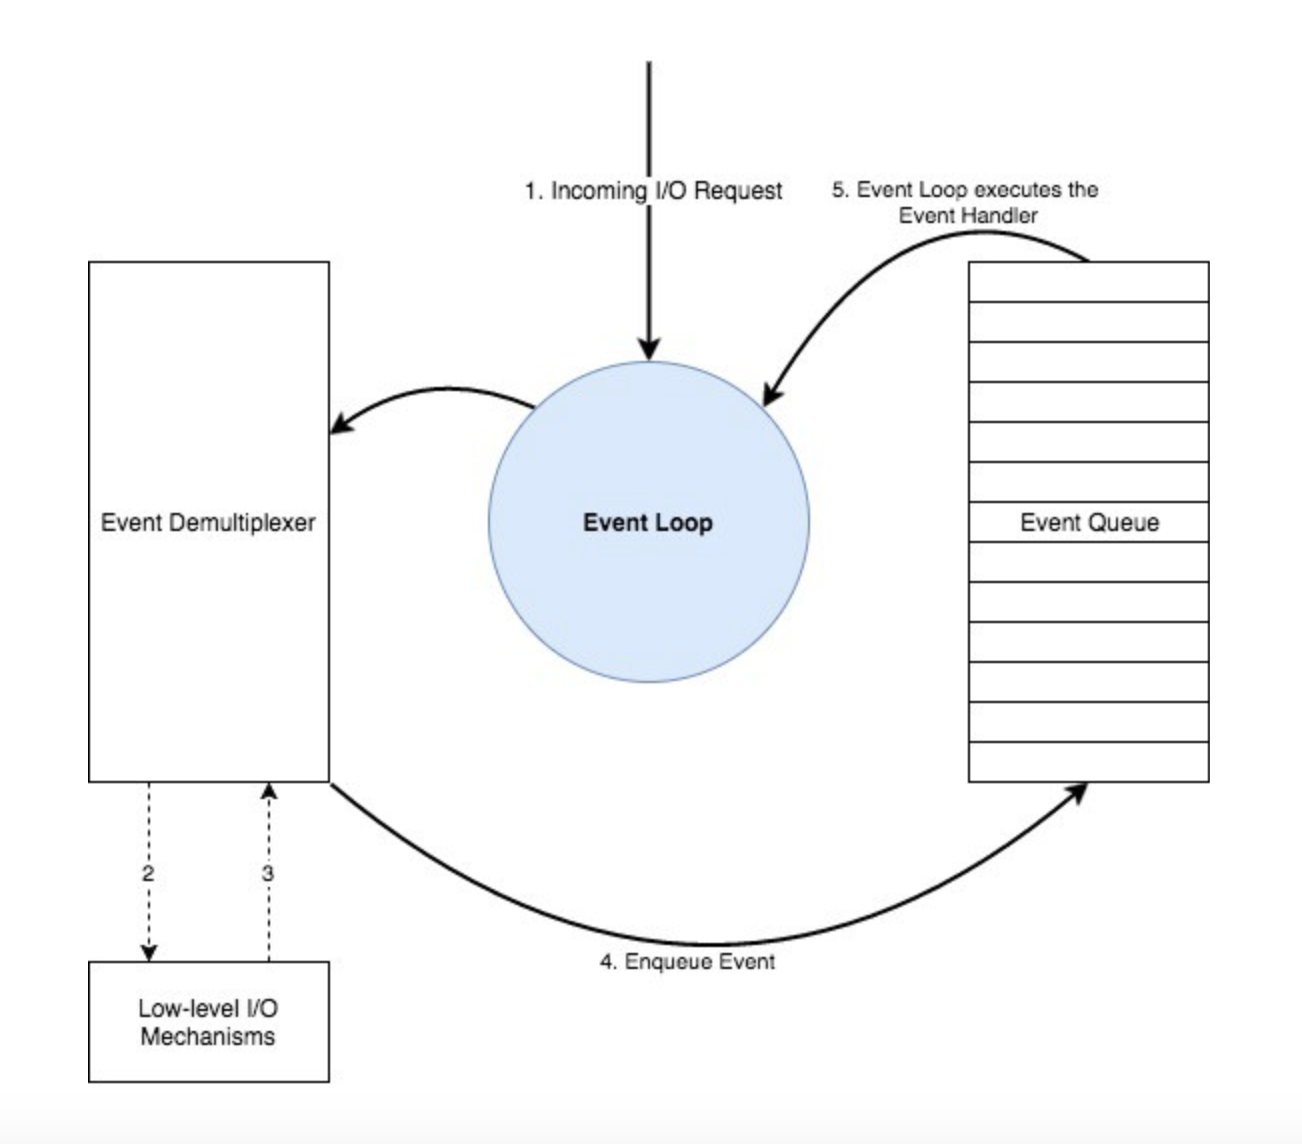 1. Incoming I/O Request
5. Event Loop executes the
Event Handler
Event Demultiplexer
Event Loop
Event Queue
2
3
4. Enqueue Event
Low-level I/O
Mechanisms